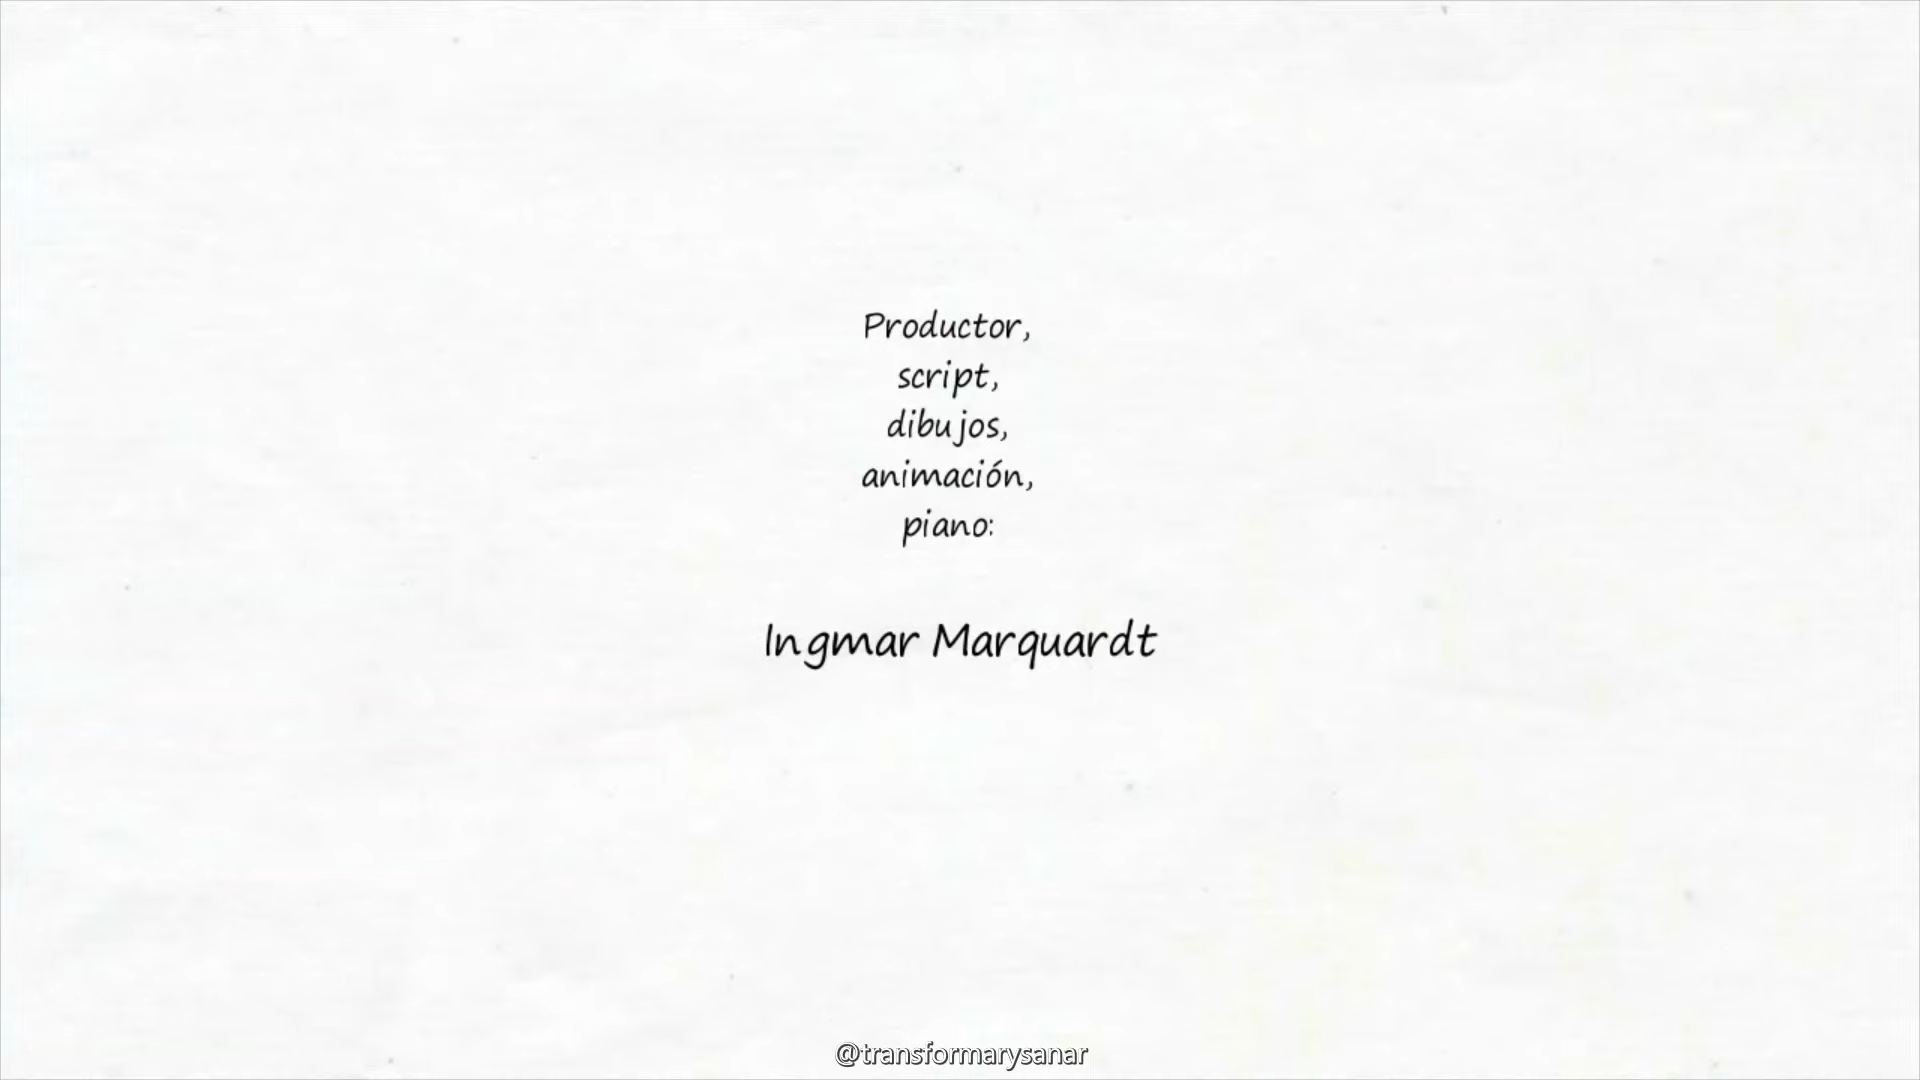 Productor,
script,
dibujos,
animación,
piano:
Ingmar Marquardt
@transformarysanar